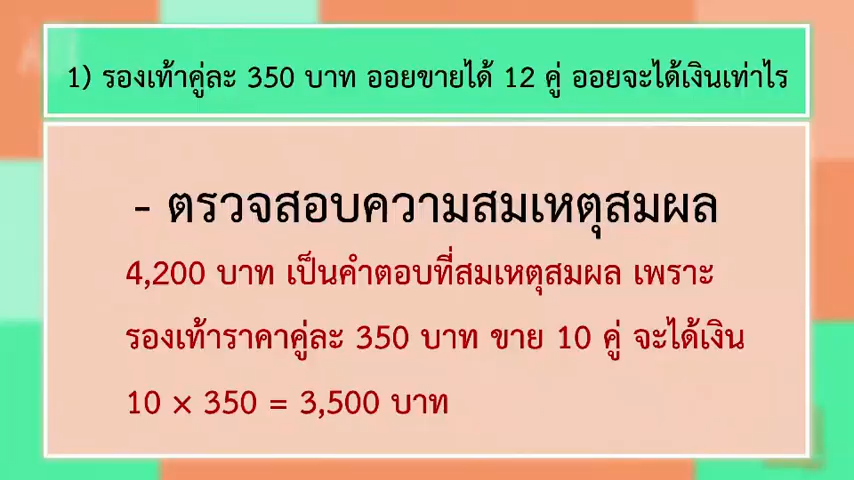 1) รองเท้าคู่ละ 350 บาท ออยขายได้ 12 คู่ ออยจะได้เงินเท่าไร
- ตรวจสอบความสมเหตุสมผล
4,200 บาท เป็นคำตอบที่สมเหตุสมผล เพราะ
รองเท้าราคาคู่ละ 350 บาท ขาย 10 คู่ จะได้เงิน
10 × 350 = 3,500 บาท